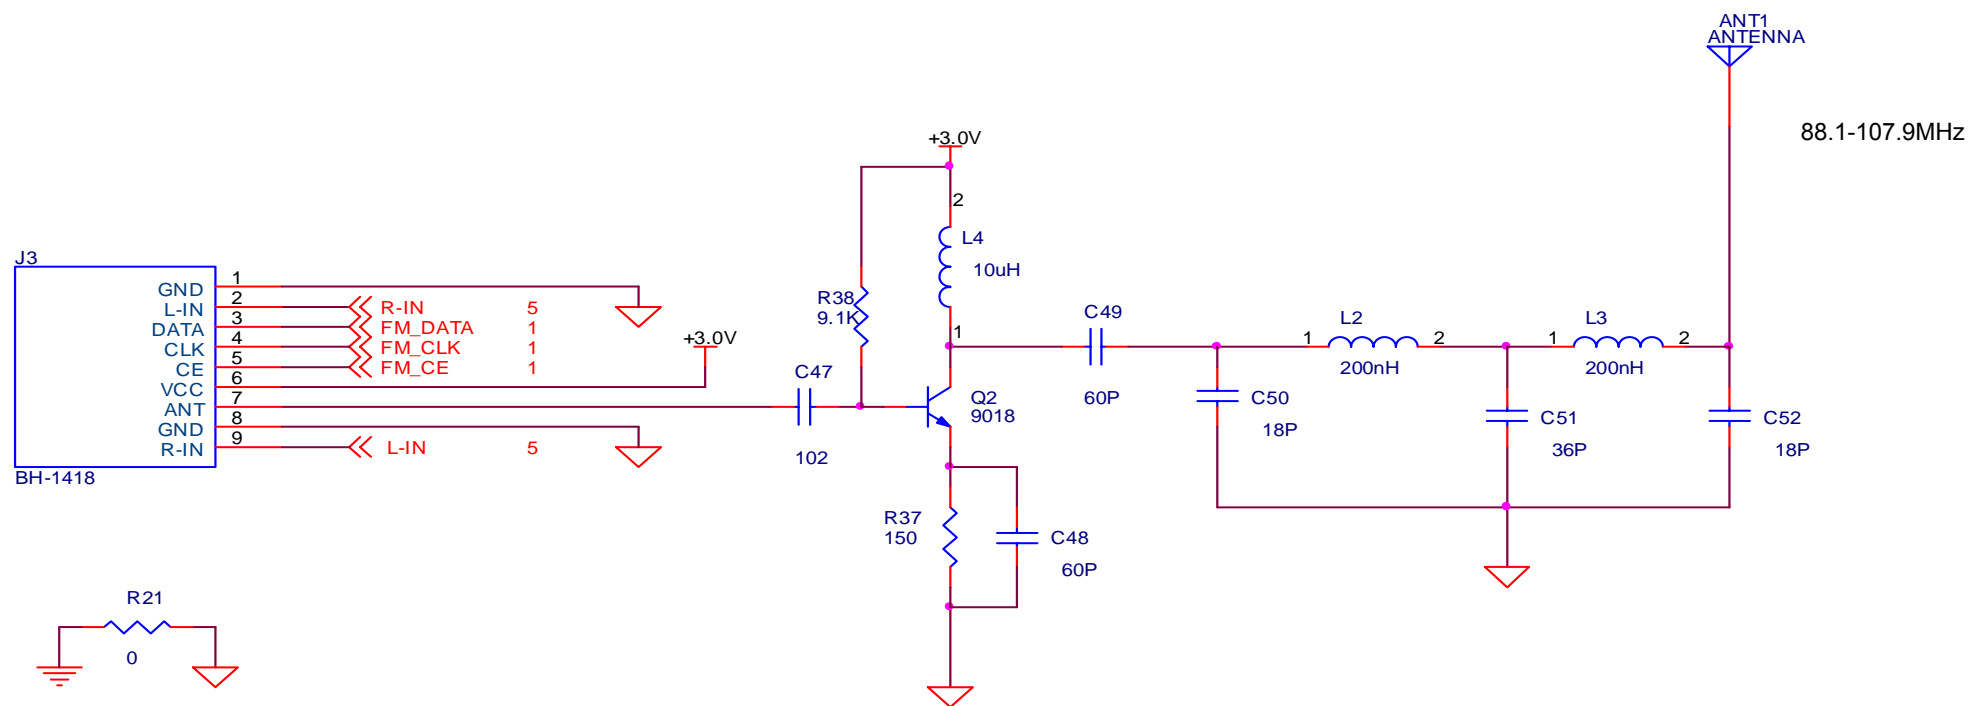 ANT1
ANTENNA
88.1-107.9MHz
+3.0V
2
L4
10uH
1
R38
9.1K
J3
GND 1
L-IN 2 R-IN 5
DATA 3 FM_DATA 1
CLK 4 FM_CLK 1
CE 5 FM_CE 1
VCC 6
ANT 7
GND 8
R-IN 9 L-IN 5
BH-1418
+3.0V
C47
102
Q2
9018
C49
60P
C50
18P
1 L2 2
200nH
1 L3 2
200nH
C51
36P
C52
18P
R37
150
C48
60P
R21
0